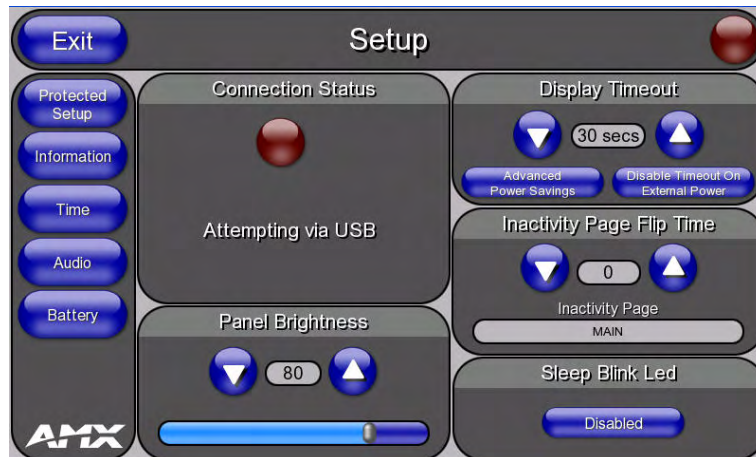 Exit
Setup
Protected
Setup
Information
Time
Audio
Battery
AMX
Connection Status
Attempting via USB
Panel Brightness
80
Display Timeout
30 secs
Advanced
Power Savings
Disable Timeout On
External Power
Inactivity Page Flip Time
0
Inactivity Page
MAIN
Sleep Blink Led
Disabled